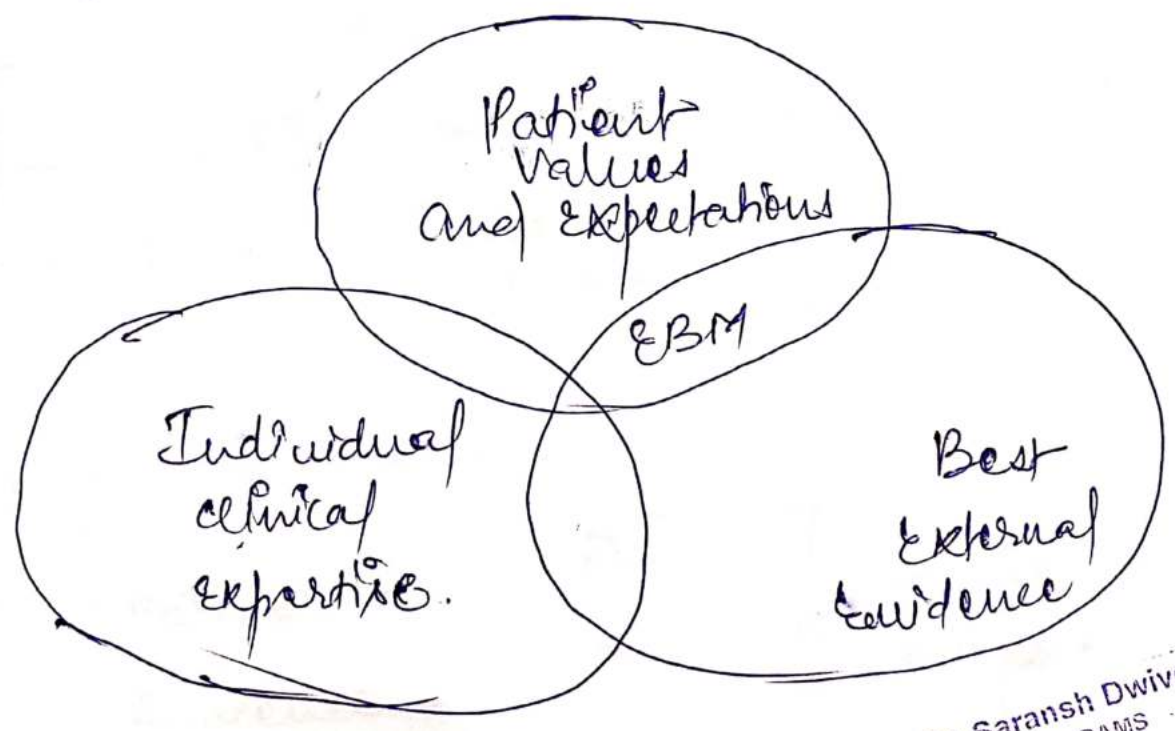 Patient
Values
and Expectations
EBM
Individual
clinical
expertise.
Best
External
Evidence
Saransh Dwiv